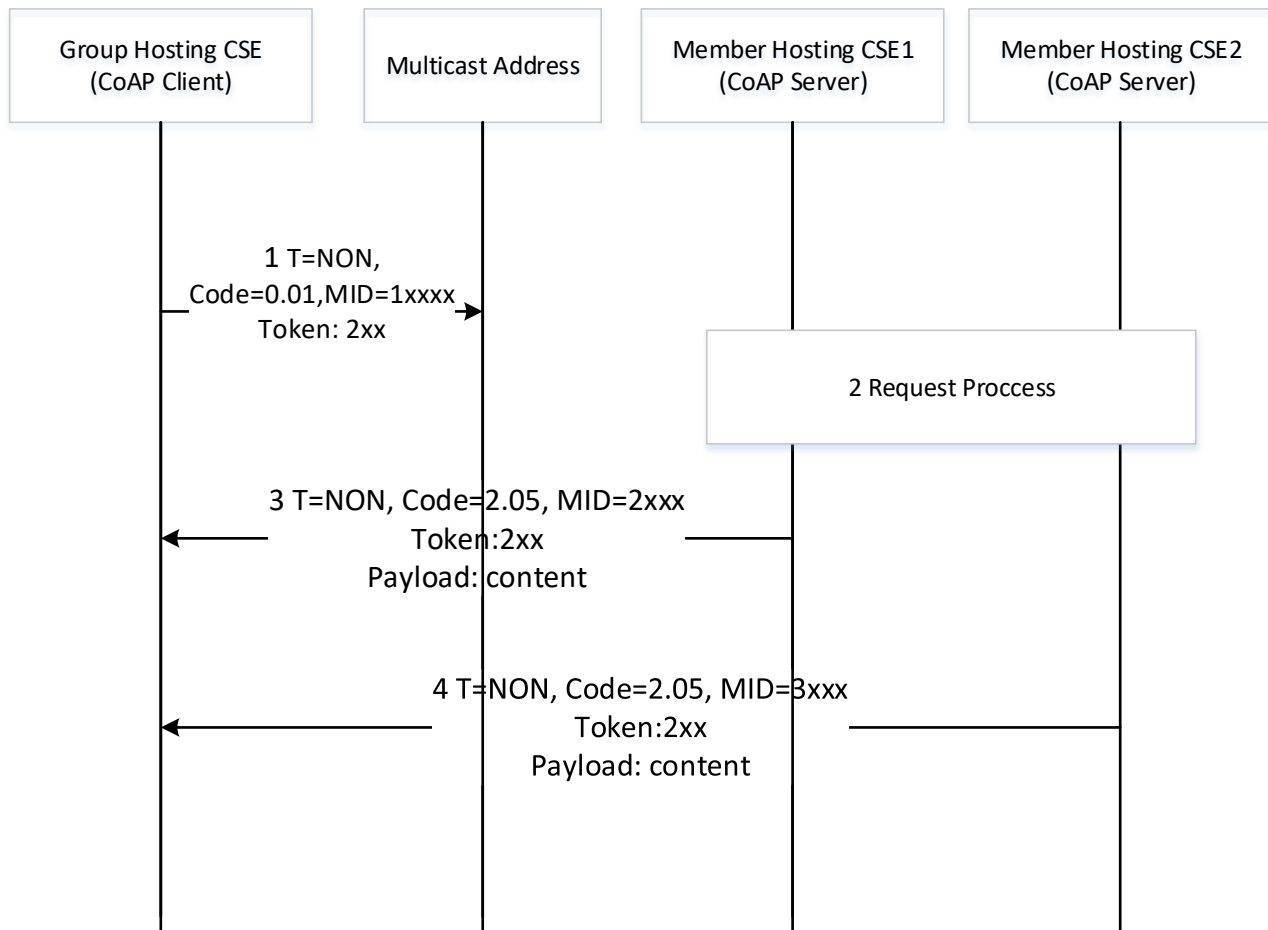 Group Hosting CSE
(CoAP Client)
Multicast Address
Member Hosting CSE1
(CoAP Server)
Member Hosting CSE2
(CoAP Server)
1 T=NON,
Code=0.01,MID=1xxxx
Token: 2xx
2 Request Proccess
3 T=NON, Code=2.05, MID=2xxx
Token:2xx
Payload: content
4 T=NON, Code=2.05, MID=3xxx
Token:2xx
Payload: content